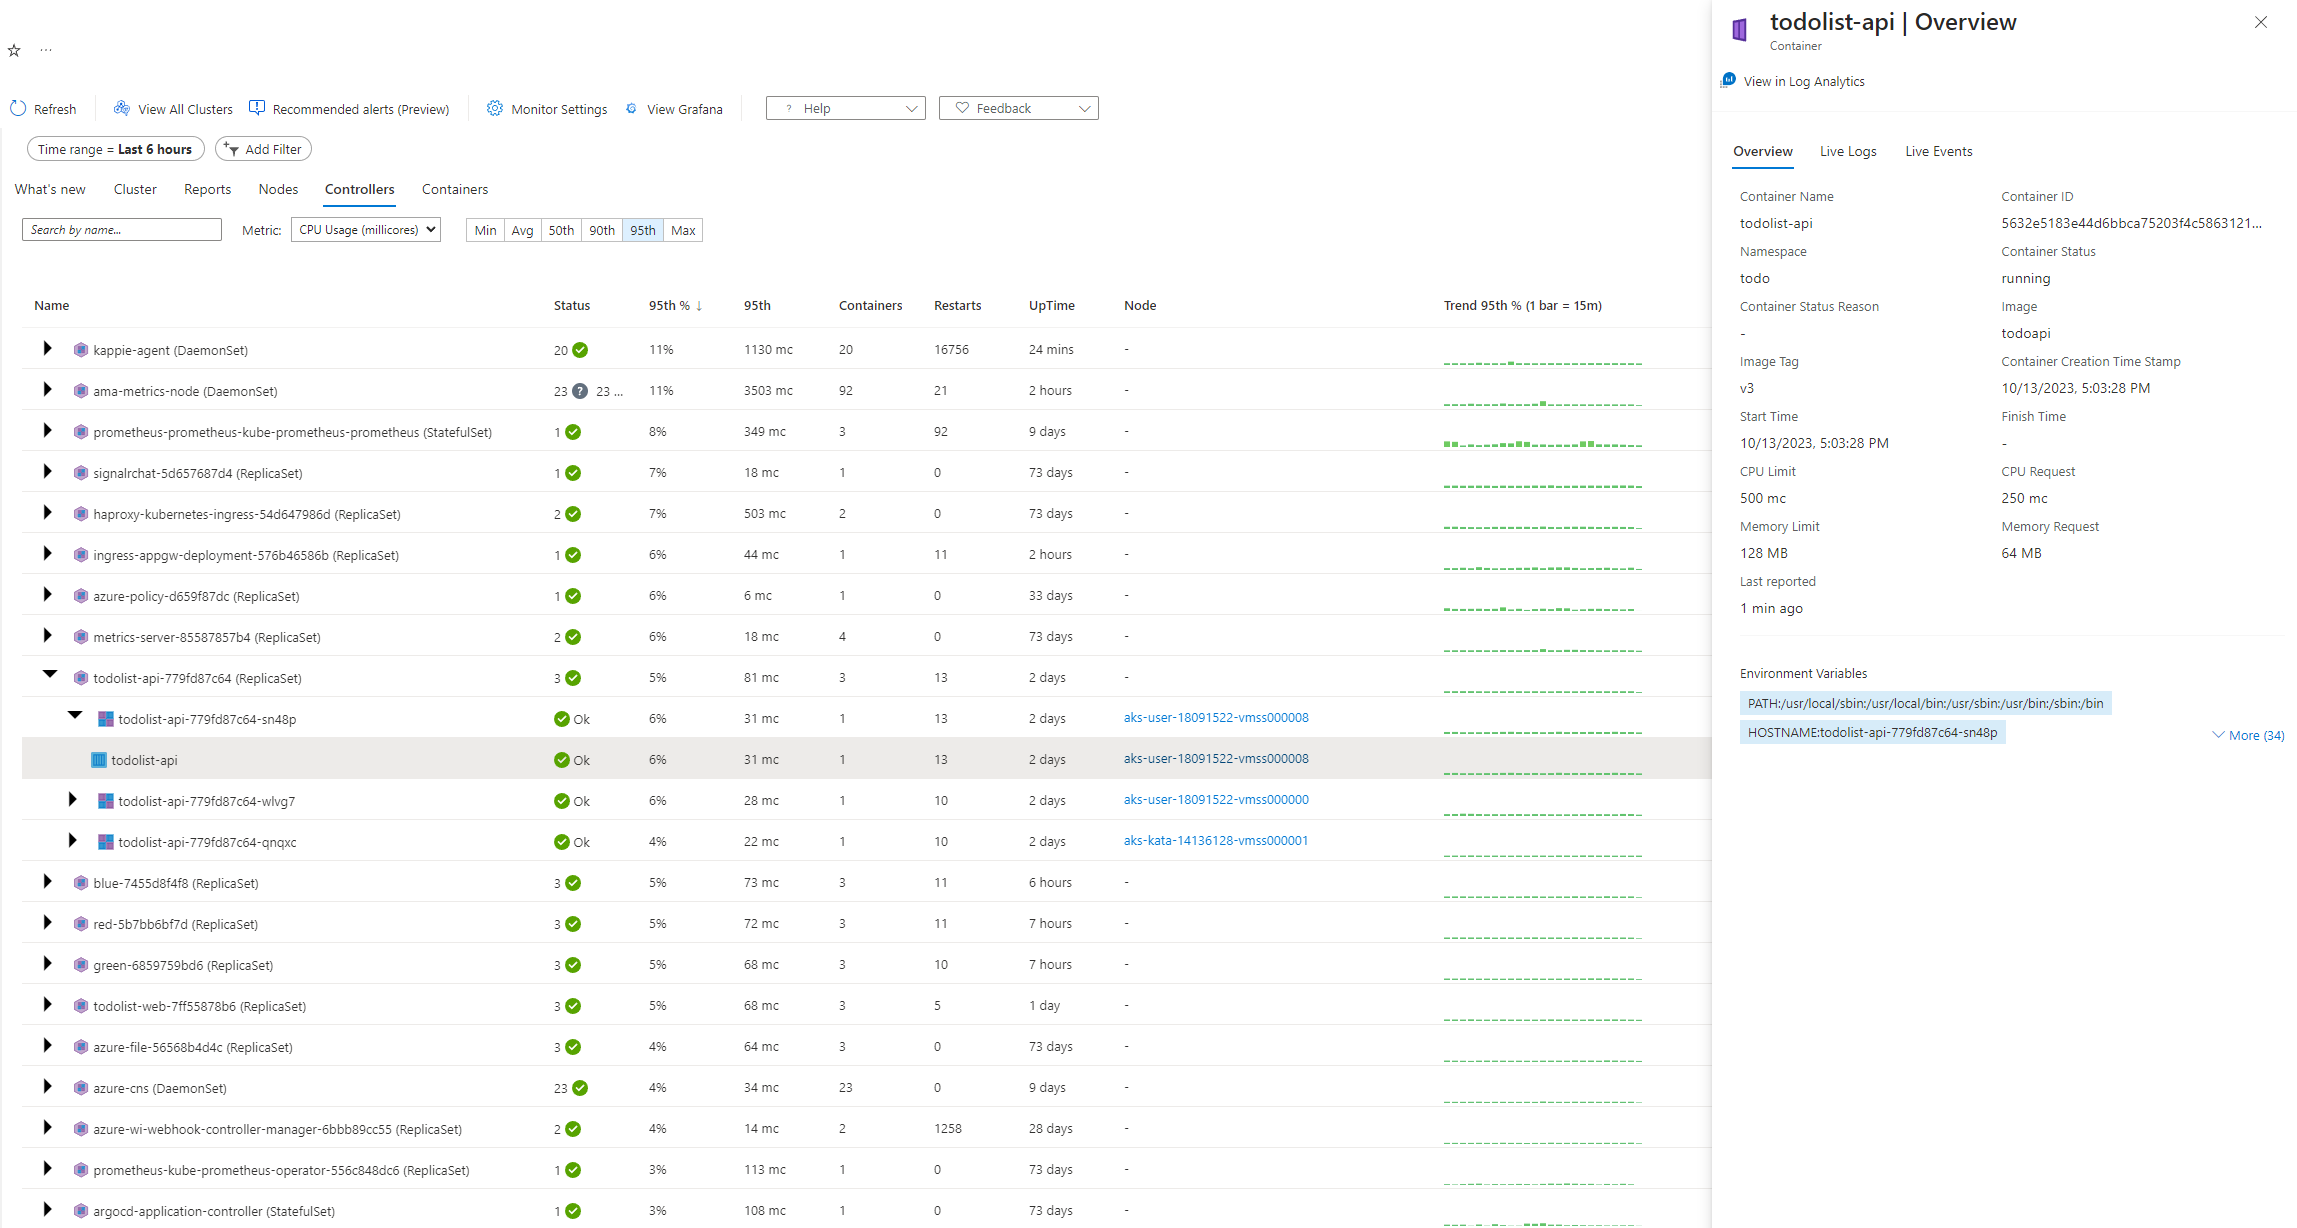 todolist-api | Overview
Container
View in Log Analytics
...
Refresh View All Clusters Recommended alerts (Preview) Monitor Settings View Grafana ? Help Feedback
Time range = Last 6 hours Add Filter
What's new Cluster Reports Nodes Controllers Containers
Search by name... Metric: CPU Usage (millicores) Min Avg 50th 90th 95th Max
Name Status 95th % ↓ 95th Containers Restarts UpTime Node Trend 95th % (1 bar = 15m)
kappie-agent (DaemonSet) 20 11% 1130 mc 20 16756 24 mins -
ama-metrics-node (DaemonSet) 23 ? 23 ... 11% 3503 mc 92 21 2 hours -
prometheus-prometheus-kube-prometheus-prometheus (StatefulSet) 1 8% 349 mc 3 92 9 days -
signalrchat-5d657687d4 (ReplicaSet) 1 7% 18 mc 1 0 73 days -
haproxy-kubernetes-ingress-54d647986d (ReplicaSet) 2 7% 503 mc 2 0 73 days -
ingress-appgw-deployment-576b46586b (ReplicaSet) 1 6% 44 mc 1 11 2 hours -
azure-policy-d659f87dc (ReplicaSet) 1 6% 6 mc 1 0 33 days -
metrics-server-85587857b4 (ReplicaSet) 2 6% 18 mc 4 0 73 days -
todolist-api-779fd87c64 (ReplicaSet) 3 5% 81 mc 3 13 2 days -
todolist-api-779fd87c64-sn48p Ok 6% 31 mc 1 13 2 days aks-user-18091522-vmss000008
todolist-api Ok 6% 31 mc 1 13 2 days aks-user-18091522-vmss000008
todolist-api-779fd87c64-wlvg7 Ok 6% 28 mc 1 10 2 days aks-user-18091522-vmss000000
todolist-api-779fd87c64-qnqxc Ok 4% 22 mc 1 10 2 days aks-kata-14136128-vmss000001
blue-7455d8f4f8 (ReplicaSet) 3 5% 73 mc 3 11 6 hours -
red-5b7bb6bf7d (ReplicaSet) 3 5% 72 mc 3 11 7 hours -
green-6859759bd6 (ReplicaSet) 3 5% 68 mc 3 10 7 hours -
todolist-web-7ff55878b6 (ReplicaSet) 3 5% 68 mc 3 5 1 day -
azure-file-56568b4d4c (ReplicaSet) 3 4% 64 mc 3 0 73 days -
azure-cns (DaemonSet) 23 4% 34 mc 23 0 9 days -
azure-wi-webhook-controller-manager-6bbb89cc55 (ReplicaSet) 2 4% 14 mc 2 1258 28 days -
prometheus-kube-prometheus-operator-556c848dc6 (ReplicaSet) 1 3% 113 mc 1 0 73 days -
argocd-application-controller (StatefulSet) 1 3% 108 mc 1 0 73 days -
Overview Live Logs Live Events
Container Name Container ID
todolist-api 5632e5183e44d6bbca75203f4c5863121...
Namespace Container Status
todo running
Container Status Reason Image
- todoapi
Image Tag Container Creation Time Stamp
v3 10/13/2023, 5:03:28 PM
Start Time Finish Time
10/13/2023, 5:03:28 PM -
CPU Limit CPU Request
500 mc 250 mc
Memory Limit Memory Request
128 MB 64 MB
Last reported
1 min ago
Environment Variables
PATH:/usr/local/sbin:/usr/local/bin:/usr/sbin:/usr/bin:/sbin:/bin
HOSTNAME:todolist-api-779fd87c64-sn48p More (34)